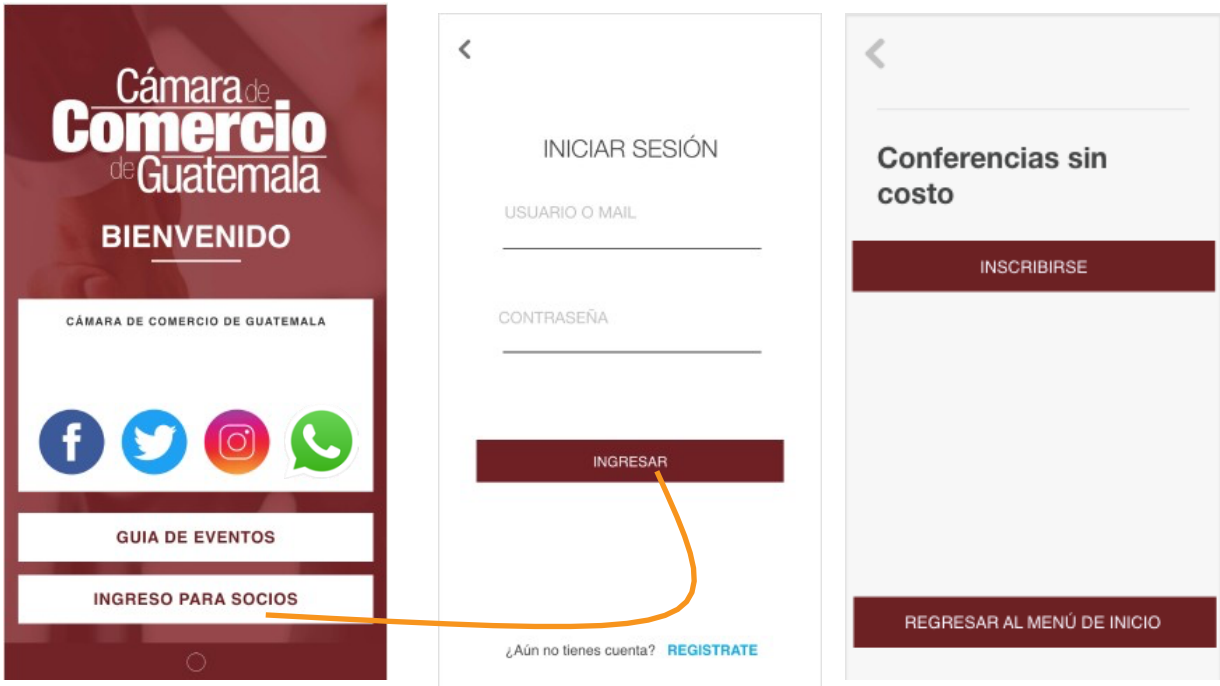 Cámara de
Comercio
de Guatemala
BIENVENIDO
CÁMARA DE COMERCIO DE GUATEMALA
f
GUIA DE EVENTOS
INGRESO PARA SOCIOS
INICIAR SESIÓN
USUARIO O MAIL
CONTRASEÑA
INGRESAR
¿Aún no tienes cuenta? REGISTRATE
Conferencias sin
costo
INSCRIBIRSE
REGRESAR AL MENÚ DE INICIO